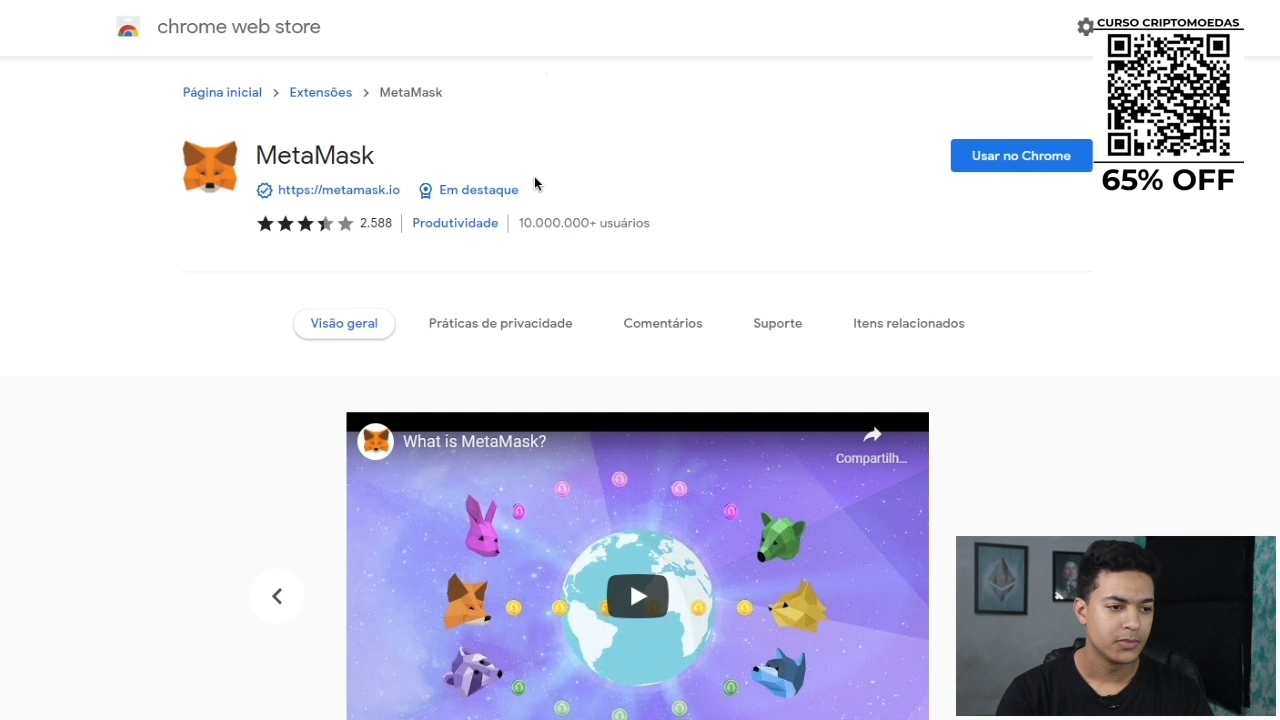 chrome web store
CURSO CRIPTOMOEDAS
65% OFF
Página inicial > Extensões > MetaMask
MetaMask
Usar no Chrome
https://metamask.io Em destaque
2.588 Produtividade 10.000.000+ usuários
Visão geral Práticas de privacidade Comentários Suporte Itens relacionados
What is MetaMask?
Compartilh...